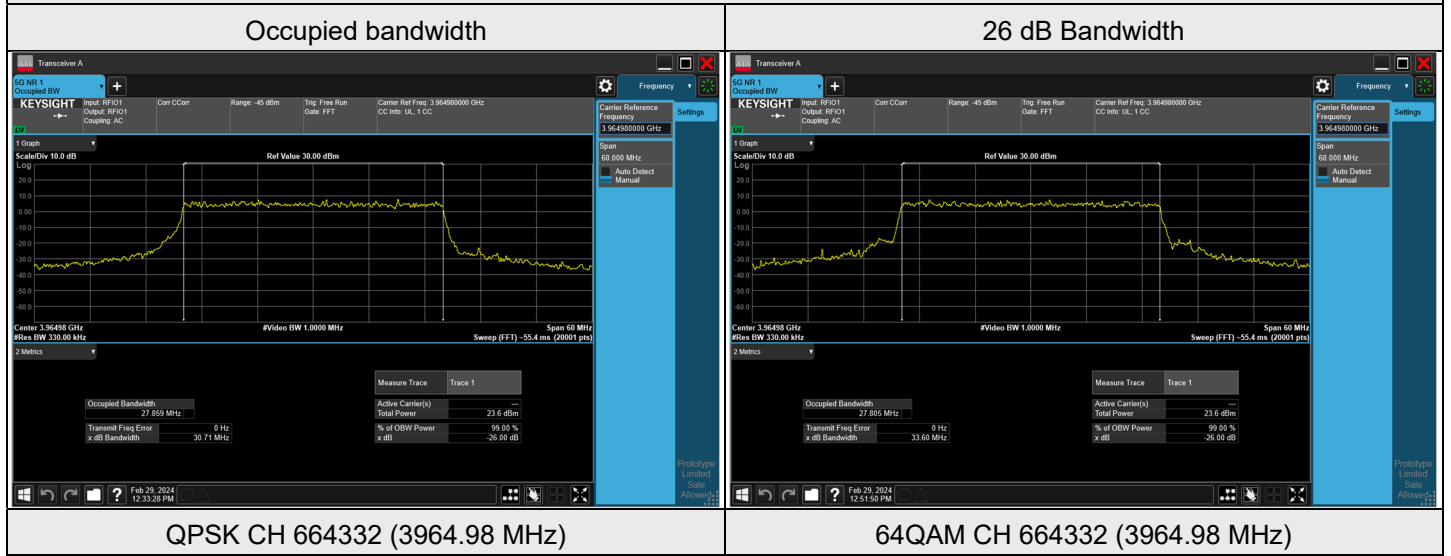 Occupied bandwidth
26 dB Bandwidth
Transceiver A
5G NR 1
Occupied BW
+
Frequency
KEYSIGHT
Input: RFIO1
Output: RFIO1
Coupling: AC
Corr CCorr
Range: -45 dBm
Trig: Free Run
Gate: FFT
Carrier Ref Freq: 3.964980000 GHz
CC Info: UL, 1 CC
Carrier Reference
Frequency
3.964980000 GHz
Settings
Span
60.000 MHz
Auto Detect
Manual
1 Graph
Scale/Div 10.0 dB
Ref Value 30.00 dBm
Log
20.0
10.0
0.00
-10.0
-20.0
-30.0
-40.0
-50.0
-60.0
Center 3.96498 GHz
#Video BW 1.0000 MHz
Span 60 MHz
#Res BW 330.00 kHz
Sweep (FFT) ~55.4 ms (20001 pts)
2 Metrics
Measure Trace Trace 1
Occupied Bandwidth
27.859 MHz
Active Carrier(s) ---
Total Power 23.6 dBm
Transmit Freq Error 0 Hz
x dB Bandwidth 30.71 MHz
% of OBW Power 99.00 %
x dB -26.00 dB
Prototype
Limited
Sale
Allowed
?
Feb 29, 2024
12:33:28 PM
Transceiver A
5G NR 1
Occupied BW
+
Frequency
KEYSIGHT
Input: RFIO1
Output: RFIO1
Coupling: AC
Corr CCorr
Range: -45 dBm
Trig: Free Run
Gate: FFT
Carrier Ref Freq: 3.964980000 GHz
CC Info: UL, 1 CC
Carrier Reference
Frequency
3.964980000 GHz
Settings
Span
60.000 MHz
Auto Detect
Manual
1 Graph
Scale/Div 10.0 dB
Ref Value 30.00 dBm
Log
20.0
10.0
0.00
-10.0
-20.0
-30.0
-40.0
-50.0
-60.0
Center 3.96498 GHz
#Video BW 1.0000 MHz
Span 60 MHz
#Res BW 330.00 kHz
Sweep (FFT) ~55.4 ms (20001 pts)
2 Metrics
Measure Trace Trace 1
Occupied Bandwidth
27.805 MHz
Active Carrier(s) ---
Total Power 23.6 dBm
Transmit Freq Error 0 Hz
x dB Bandwidth 33.60 MHz
% of OBW Power 99.00 %
x dB -26.00 dB
Prototype
Limited
Sale
Allowed
?
Feb 29, 2024
12:51:50 PM
QPSK CH 664332 (3964.98 MHz)
64QAM CH 664332 (3964.98 MHz)